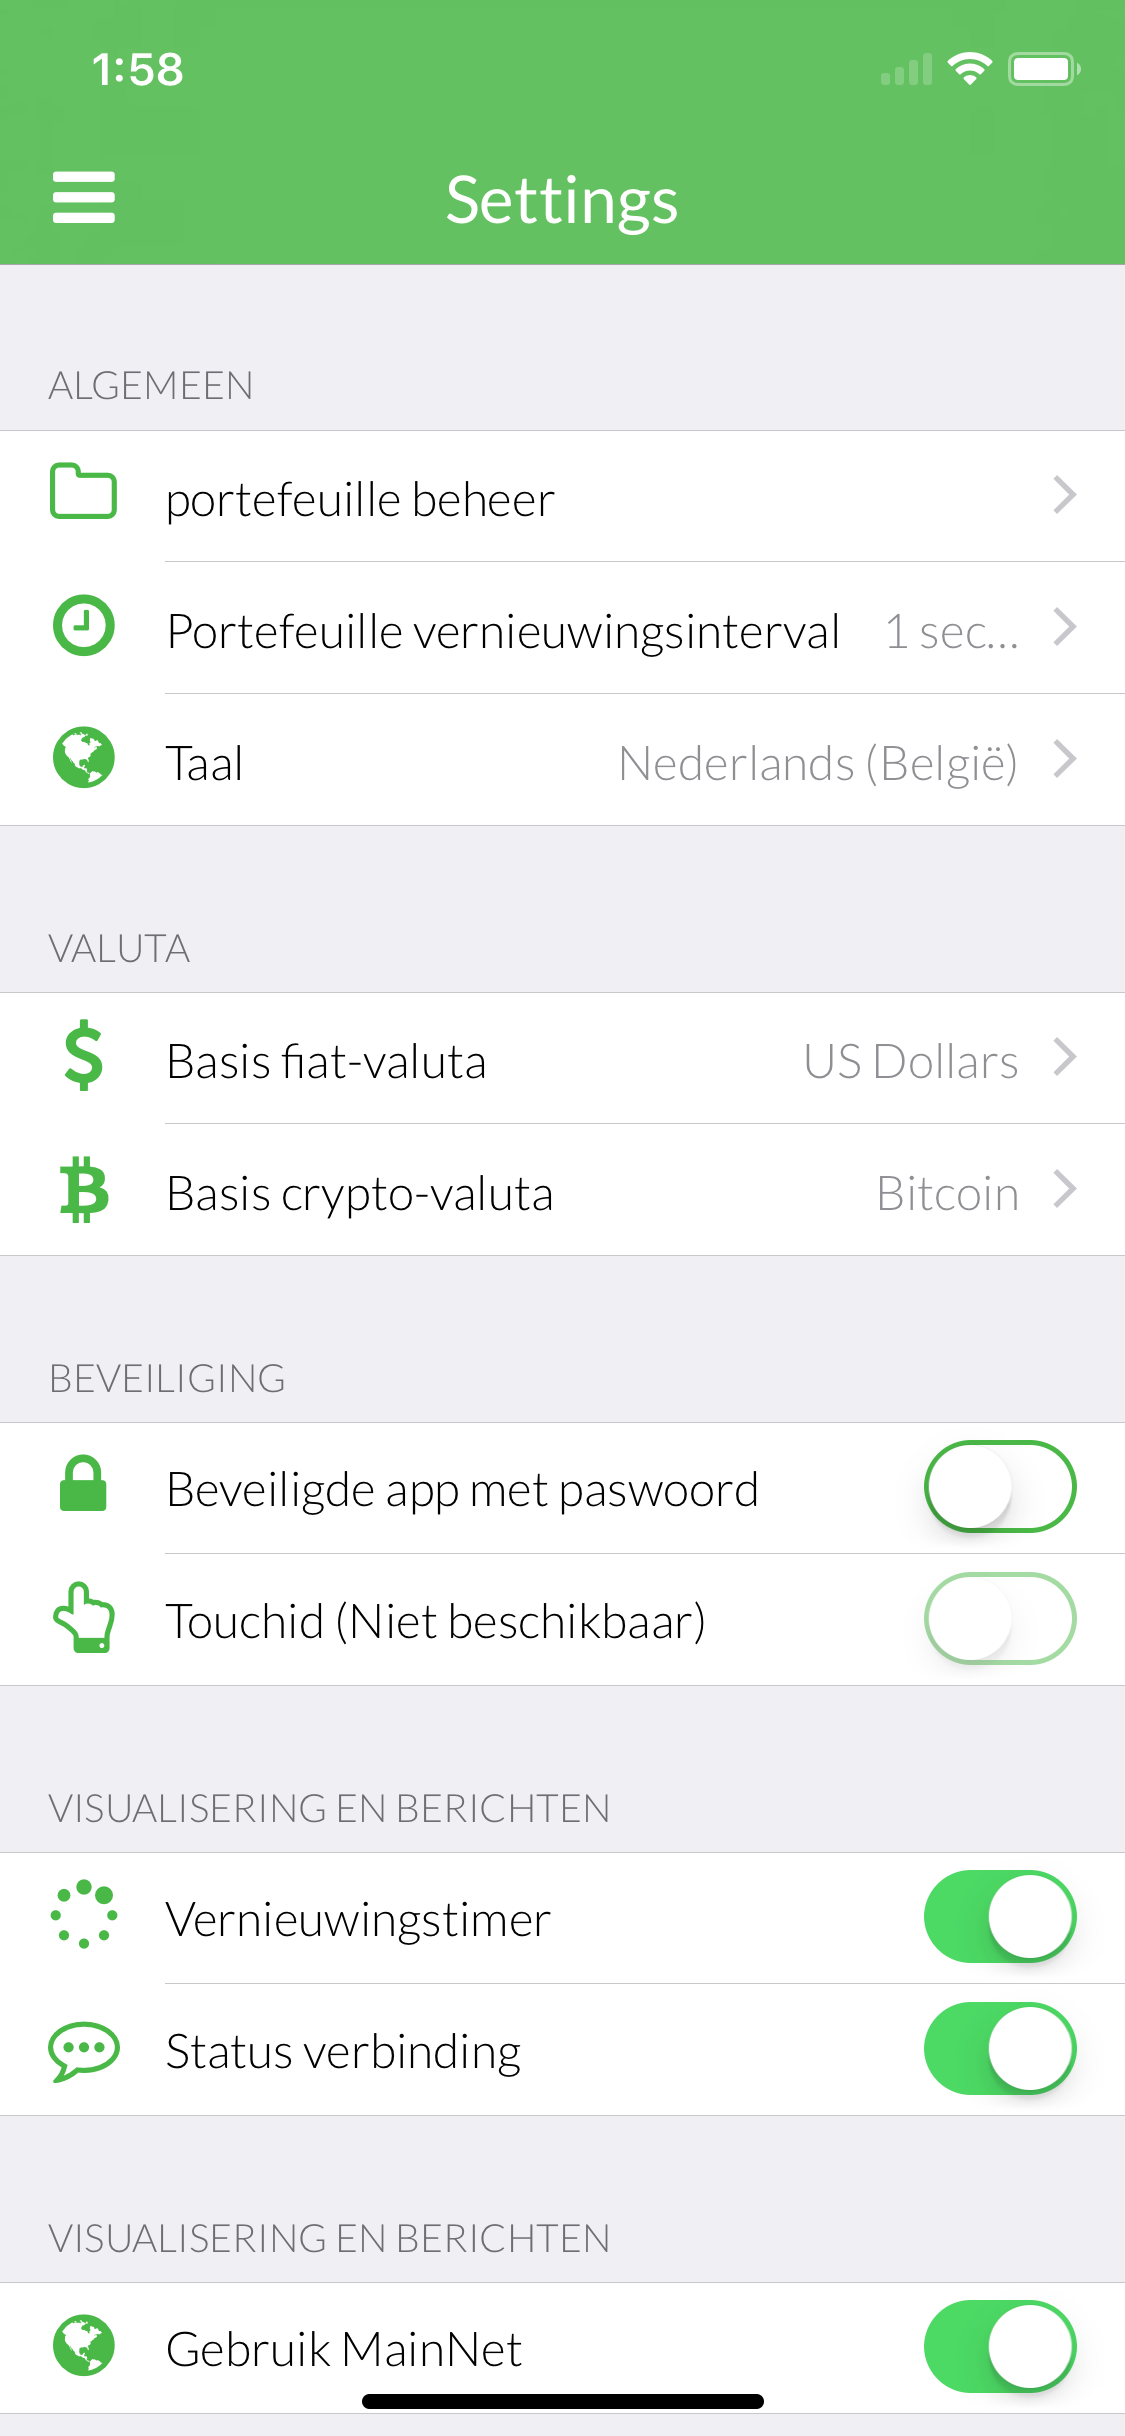 1:58
Settings
ALGEMEEN
portefeuille beheer
Portefeuille vernieuwingsinterval 1 sec...
Taal Nederlands (België)
VALUTA
Basis fiat-valuta US Dollars
Basis crypto-valuta Bitcoin
BEVEILIGING
Beveiligde app met paswoord
Touchid (Niet beschikbaar)
VISUALISERING EN BERICHTEN
Vernieuwingstimer
Status verbinding
VISUALISERING EN BERICHTEN
Gebruik MainNet